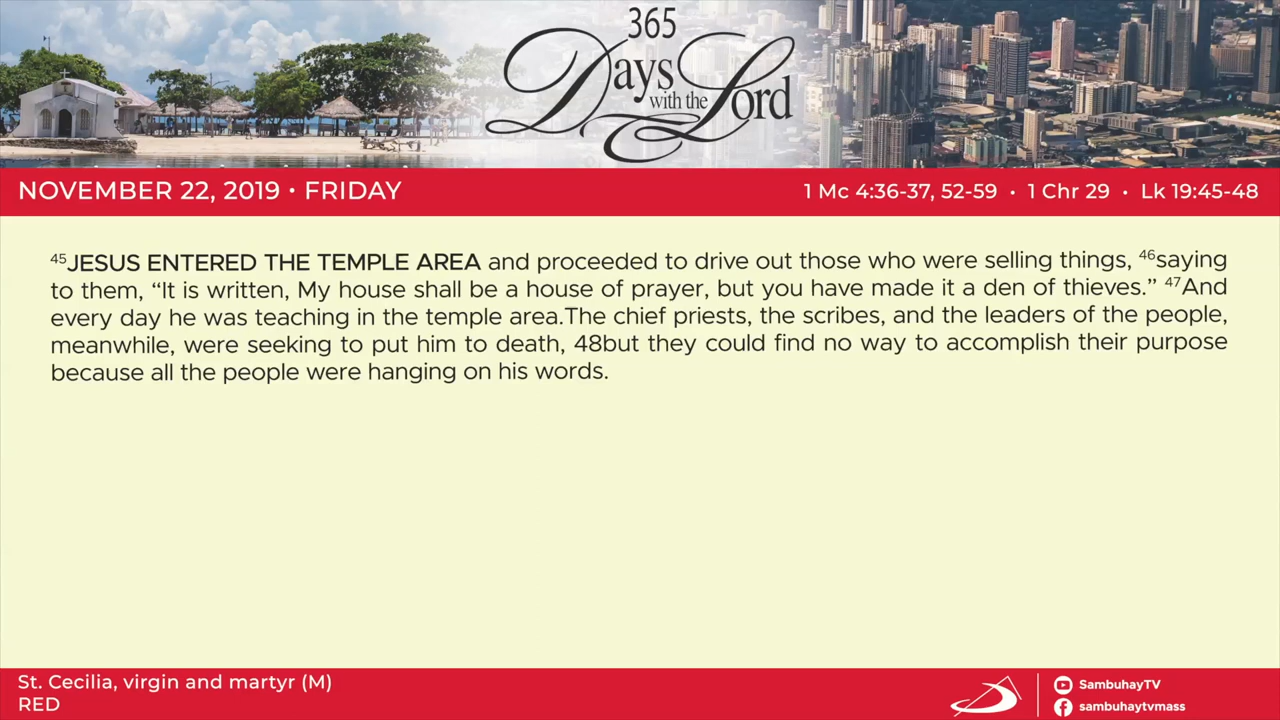 365
Days
with the
Lord
NOVEMBER 22, 2019 • FRIDAY
1 Mc 4:36-37, 52-59 • 1 Chr 29 • Lk 19:45-48
45JESUS ENTERED THE TEMPLE AREA and proceeded to drive out those who were selling things, 46saying
to them, “It is written, My house shall be a house of prayer, but you have made it a den of thieves.” 47And
every day he was teaching in the temple area.The chief priests, the scribes, and the leaders of the people,
meanwhile, were seeking to put him to death, 48but they could find no way to accomplish their purpose
because all the people were hanging on his words.
St. Cecilia, virgin and martyr (M)
RED
SambuhayTV
sambuhaytvmass